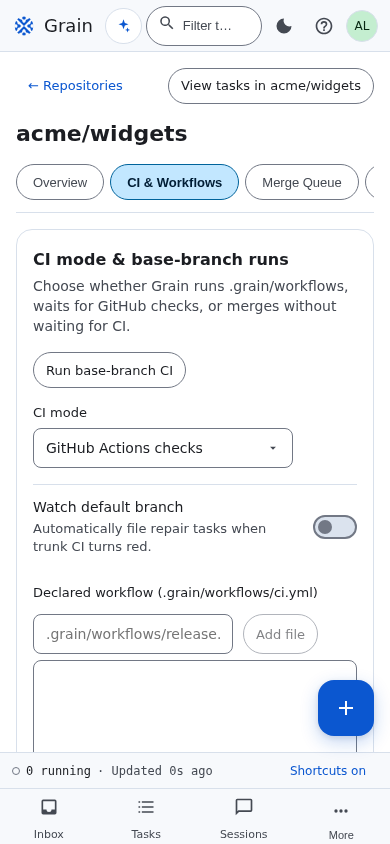 Grain
Filter t…
AL
← Repositories
View tasks in acme/widgets
acme/widgets
Overview
CI & Workflows
Merge Queue
CI mode & base-branch runs
Choose whether Grain runs .grain/workflows,
waits for GitHub checks, or merges without
waiting for CI.
Run base-branch CI
CI mode
GitHub Actions checks
Watch default branch
Automatically file repair tasks when
trunk CI turns red.
Declared workflow (.grain/workflows/ci.yml)
.grain/workflows/release.
Add file
0 running · Updated 0s ago
Shortcuts on
Inbox
Tasks
Sessions
More